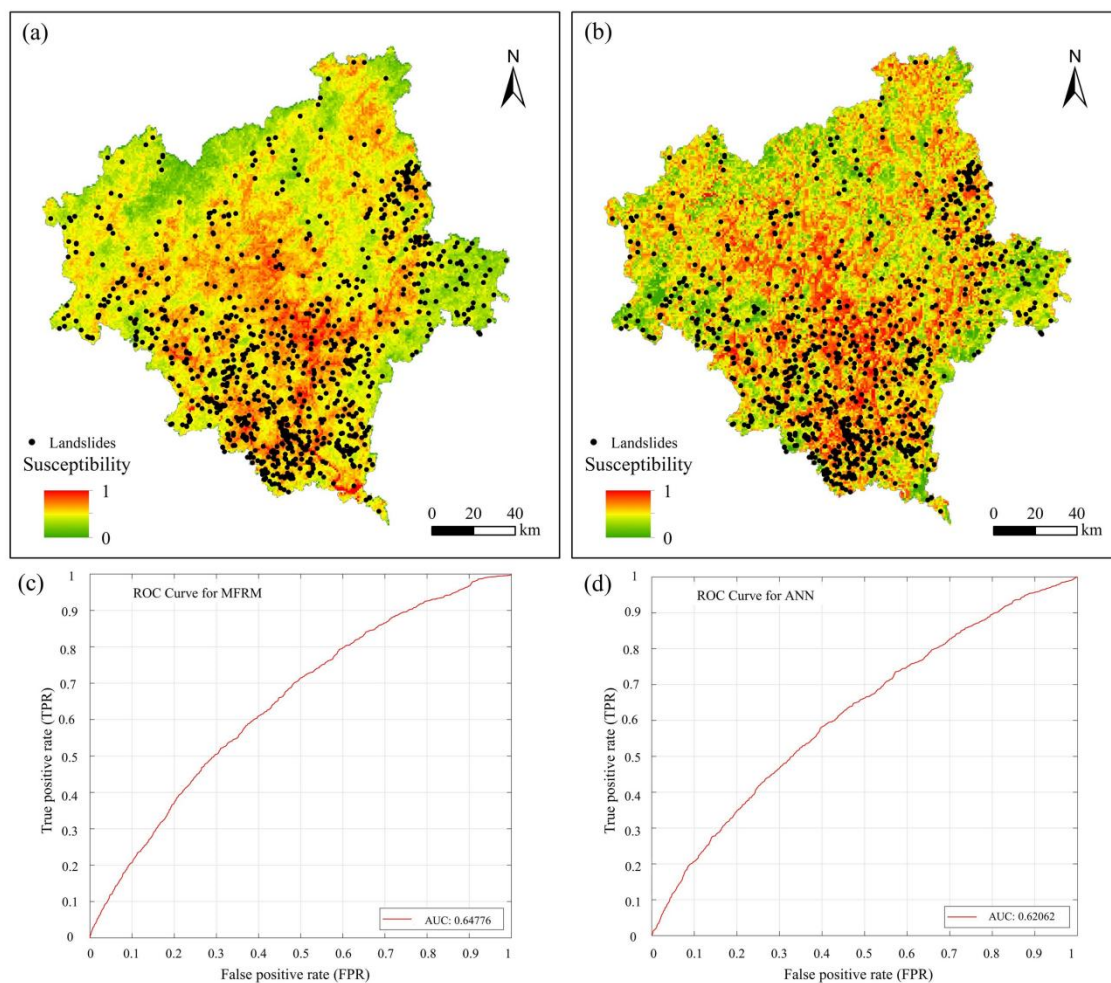 (a)
N
Landslides
Susceptibility
1
0
0 20 40
km
(b)
N
Landslides
Susceptibility
1
0
0 20 40
km
(c)
ROC Curve for MFRM
1
0.9
0.8
0.7
0.6
0.5
0.4
0.3
0.2
0.1
0
True positive rate (TPR)
AUC: 0.64776
0 0.1 0.2 0.3 0.4 0.5 0.6 0.7 0.8 0.9 1
False positive rate (FPR)
(d)
ROC Curve for ANN
1
0.9
0.8
0.7
0.6
0.5
0.4
0.3
0.2
0.1
0
True positive rate (TPR)
AUC: 0.62062
0 0.1 0.2 0.3 0.4 0.5 0.6 0.7 0.8 0.9 1
False positive rate (FPR)